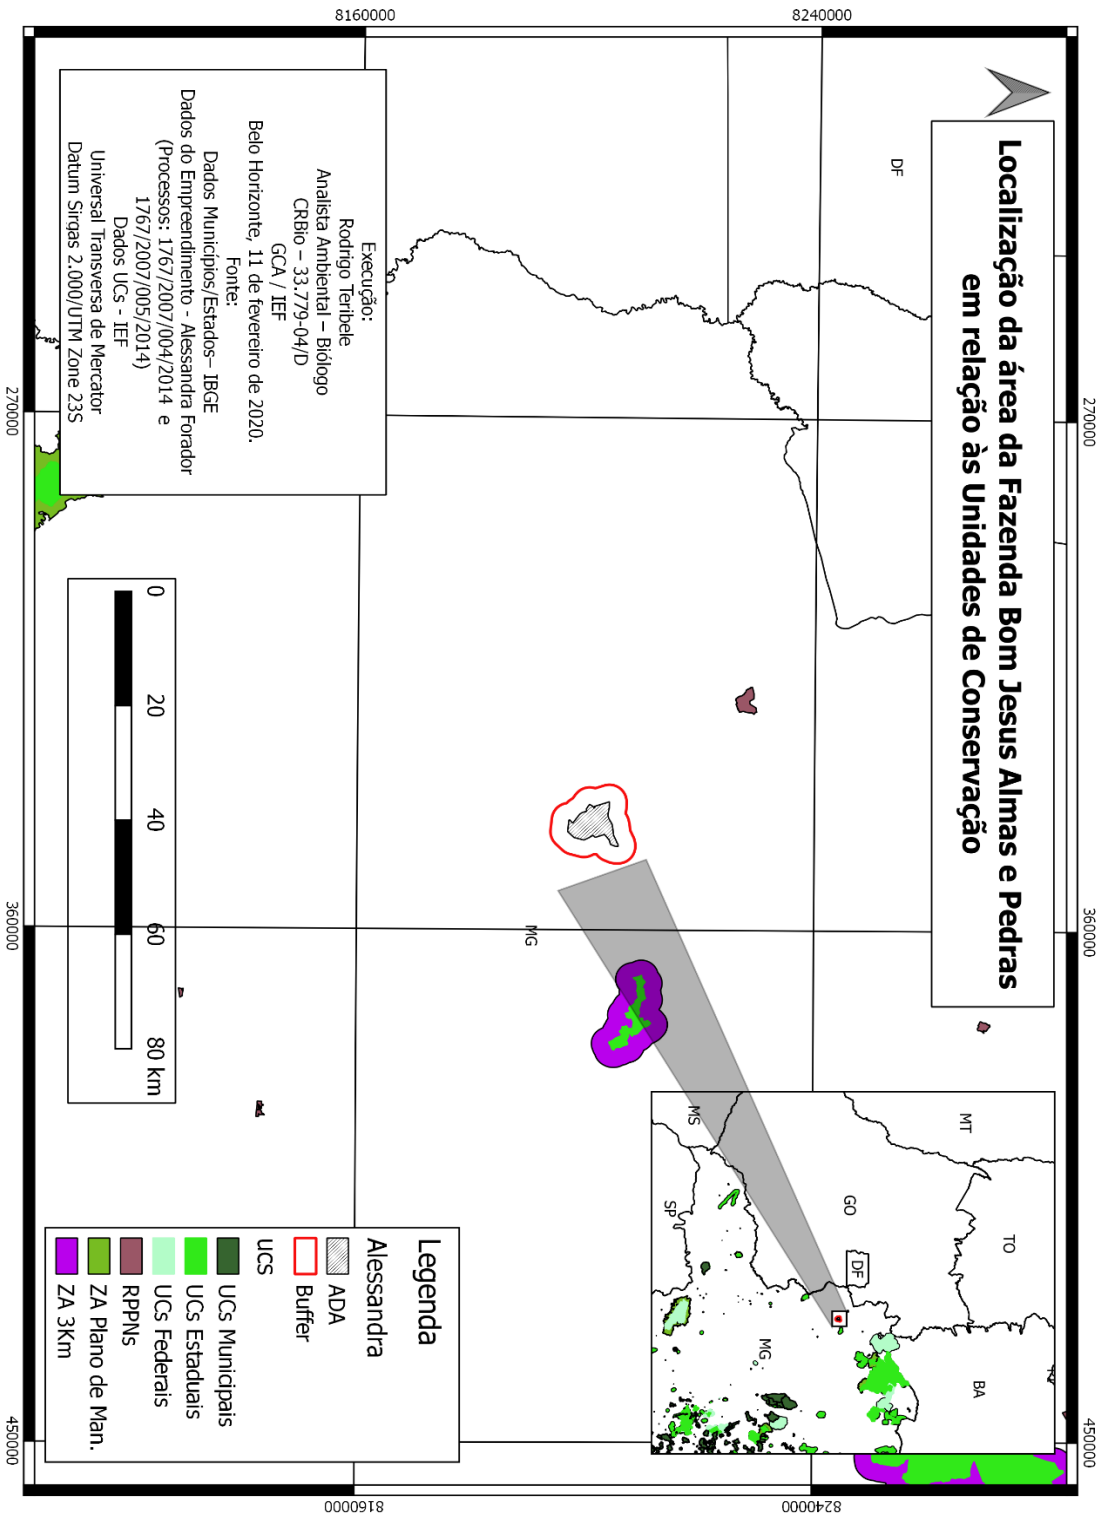 Localização da área da Fazenda Bom Jesus Almas e Pedras
em relação às Unidades de Conservação
270000
360000
450000
8240000
8240000
8160000
8160000
270000
360000
450000
DF
MG
MT
TO
BA
GO
DF
MG
MS
SP
Execução:
Rodrigo Teribele
Analista Ambiental – Biólogo
CRBio – 33.779-04/D
GCA / IEF
Belo Horizonte, 11 de fevereiro de 2020.
Fonte:
Dados Municípios/Estados– IBGE
Dados do Empreendimento - Alessandra Forador
(Processos: 1767/2007/004/2014 e
1767/2007/005/2014)
Dados UCs - IEF
Universal Transversa de Mercator
Datum Sirgas 2.000/UTM Zone 23S
0 20 40 60 80 km
Legenda
Alessandra
ADA
Buffer
UCS
UCs Municipais
UCs Estaduais
UCs Federais
RPPNs
ZA Plano de Man.
ZA 3Km